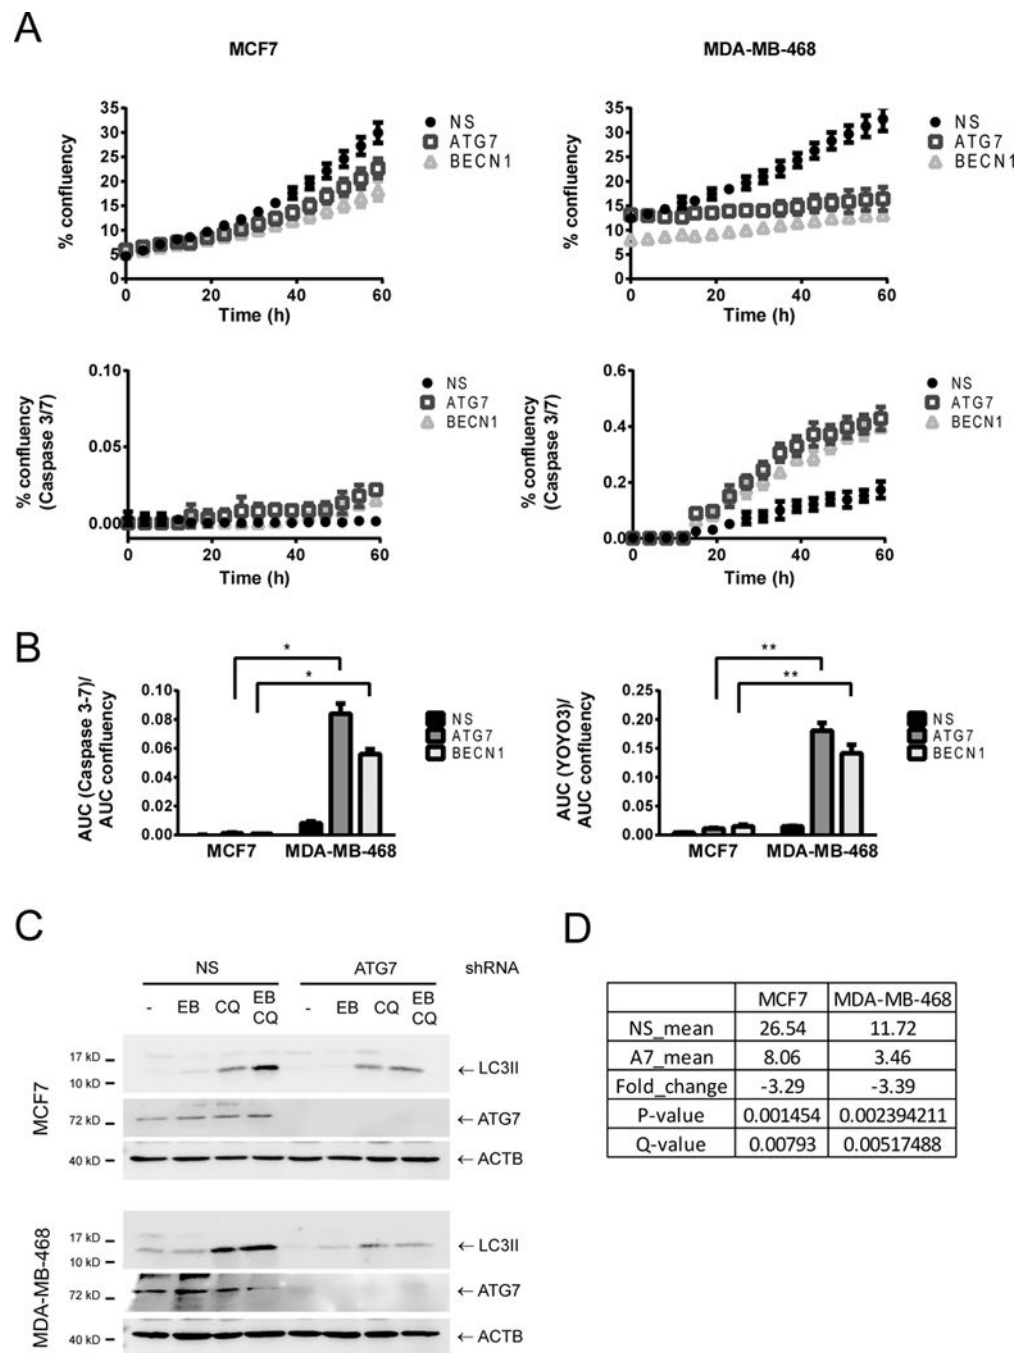 A
MCF7
MDA-MB-468
% confluency
35
30
25
20
15
10
5
0
0
20
40
60
Time (h)
NS
ATG7
BECN1
% confluency
35
30
25
20
15
10
5
0
0
20
40
60
Time (h)
NS
ATG7
BECN1
% confluency
(Caspase 3/7)
0.10
0.05
0.00
0
20
40
60
Time (h)
NS
ATG7
BECN1
% confluency
(Caspase 3/7)
0.6
0.4
0.2
0.0
0
20
40
60
Time (h)
NS
ATG7
BECN1
B
AUC (Caspase 3-7)/
AUC confluency
0.10
0.08
0.06
0.04
0.02
0.00
*
*
MCF7
MDA-MB-468
NS
ATG7
BECN1
AUC (YOYO3)/
AUC confluency
0.25
0.20
0.15
0.10
0.05
0.00
**
**
MCF7
MDA-MB-468
NS
ATG7
BECN1
C
NS
ATG7
shRNA
- EB CQ EB CQ - EB CQ EB CQ
MCF7
17 kD
10 kD
← LC3II
72 kD
← ATG7
40 kD
← ACTB
MDA-MB-468
17 kD
10 kD
← LC3II
72 kD
← ATG7
40 kD
← ACTB
D
MCF7 MDA-MB-468
NS_mean 26.54 11.72
A7_mean 8.06 3.46
Fold_change -3.29 -3.39
P-value 0.001454 0.002394211
Q-value 0.00793 0.00517488